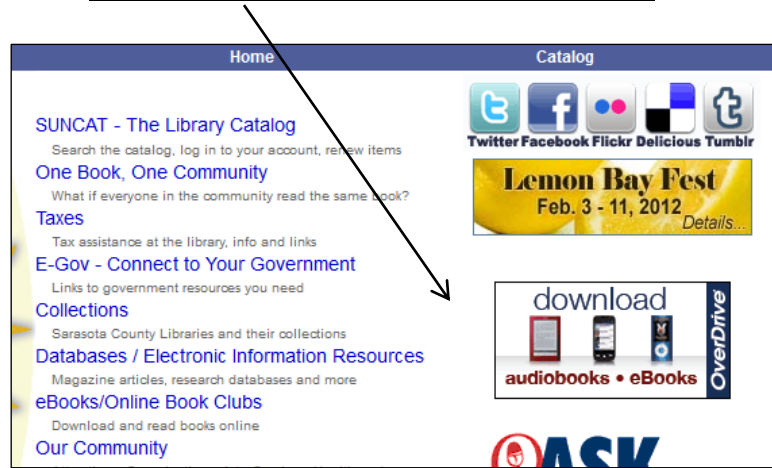 Home Catalog
SUNCAT - The Library Catalog
Search the catalog, log in to your account, renew items
One Book, One Community
What if everyone in the community read the same book?
Taxes
Tax assistance at the library, info and links
E-Gov - Connect to Your Government
Links to government resources you need
Collections
Sarasota County Libraries and their collections
Databases / Electronic Information Resources
Magazine articles, research databases and more
eBooks/Online Book Clubs
Download and read books online
Our Community
Twitter Facebook Flickr Delicious Tumblr
Lemon Bay Fest
Feb. 3 - 11, 2012
Details...
download
audiobooks • eBooks
OverDrive
ASK